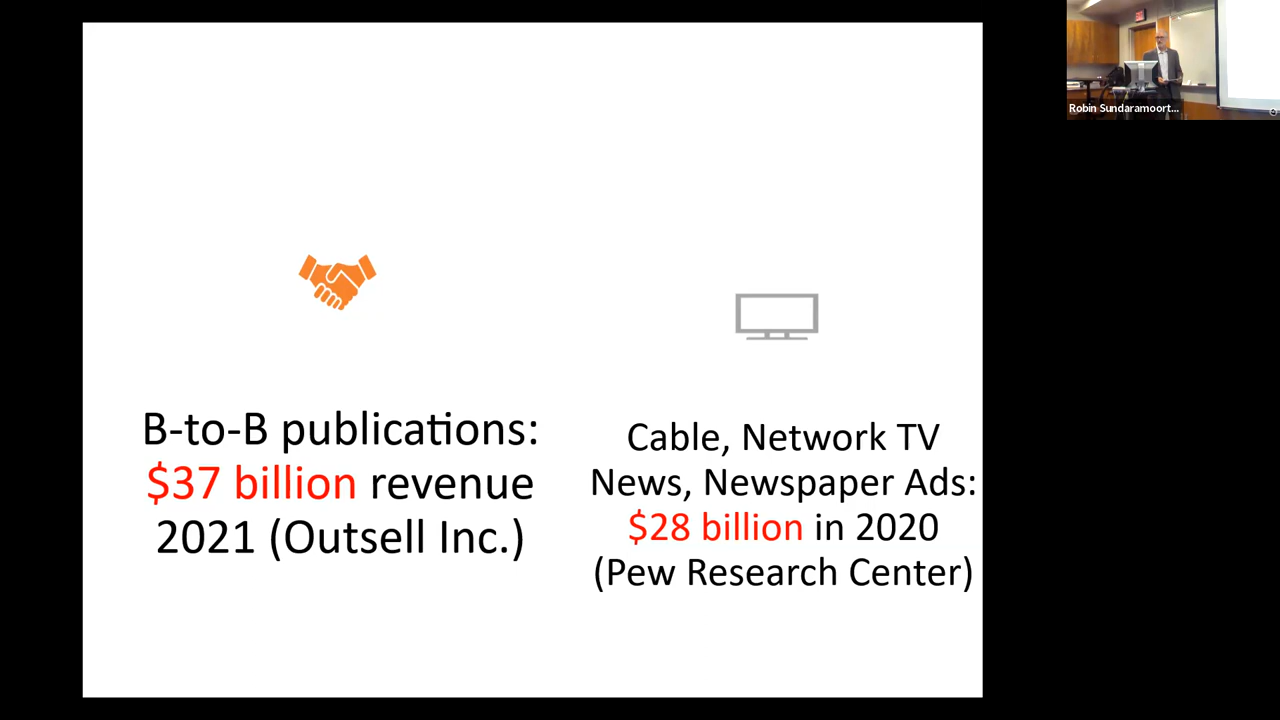 B-to-B publications:
$37 billion revenue
2021 (Outsell Inc.)
Cable, Network TV
News, Newspaper Ads:
$28 billion in 2020
(Pew Research Center)
Robin Sundaramoort...